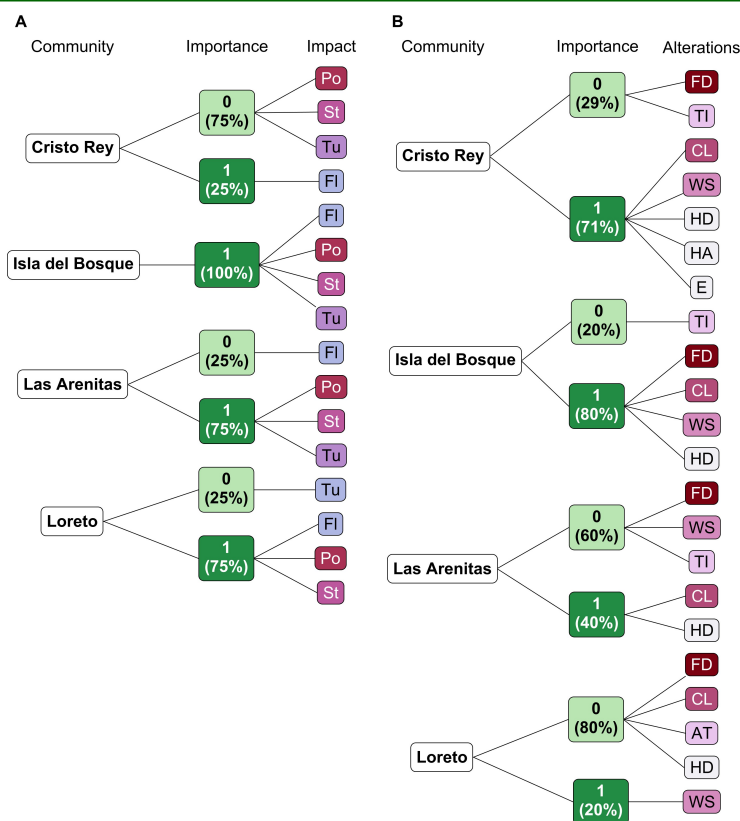 A
Community
Importance
Impact
Cristo Rey
0
(75%)
Po
St
Tu
1
(25%)
Fl
Isla del Bosque
1
(100%)
Fl
Po
St
Tu
Las Arenitas
0
(25%)
Fl
1
(75%)
Po
St
Tu
Loreto
0
(25%)
Tu
1
(75%)
Fl
Po
St
B
Community
Importance
Alterations
Cristo Rey
0
(29%)
FD
TI
1
(71%)
CL
WS
HD
HA
E
Isla del Bosque
0
(20%)
TI
1
(80%)
FD
CL
WS
HD
Las Arenitas
0
(60%)
FD
WS
TI
1
(40%)
CL
HD
Loreto
0
(80%)
FD
CL
AT
HD
1
(20%)
WS